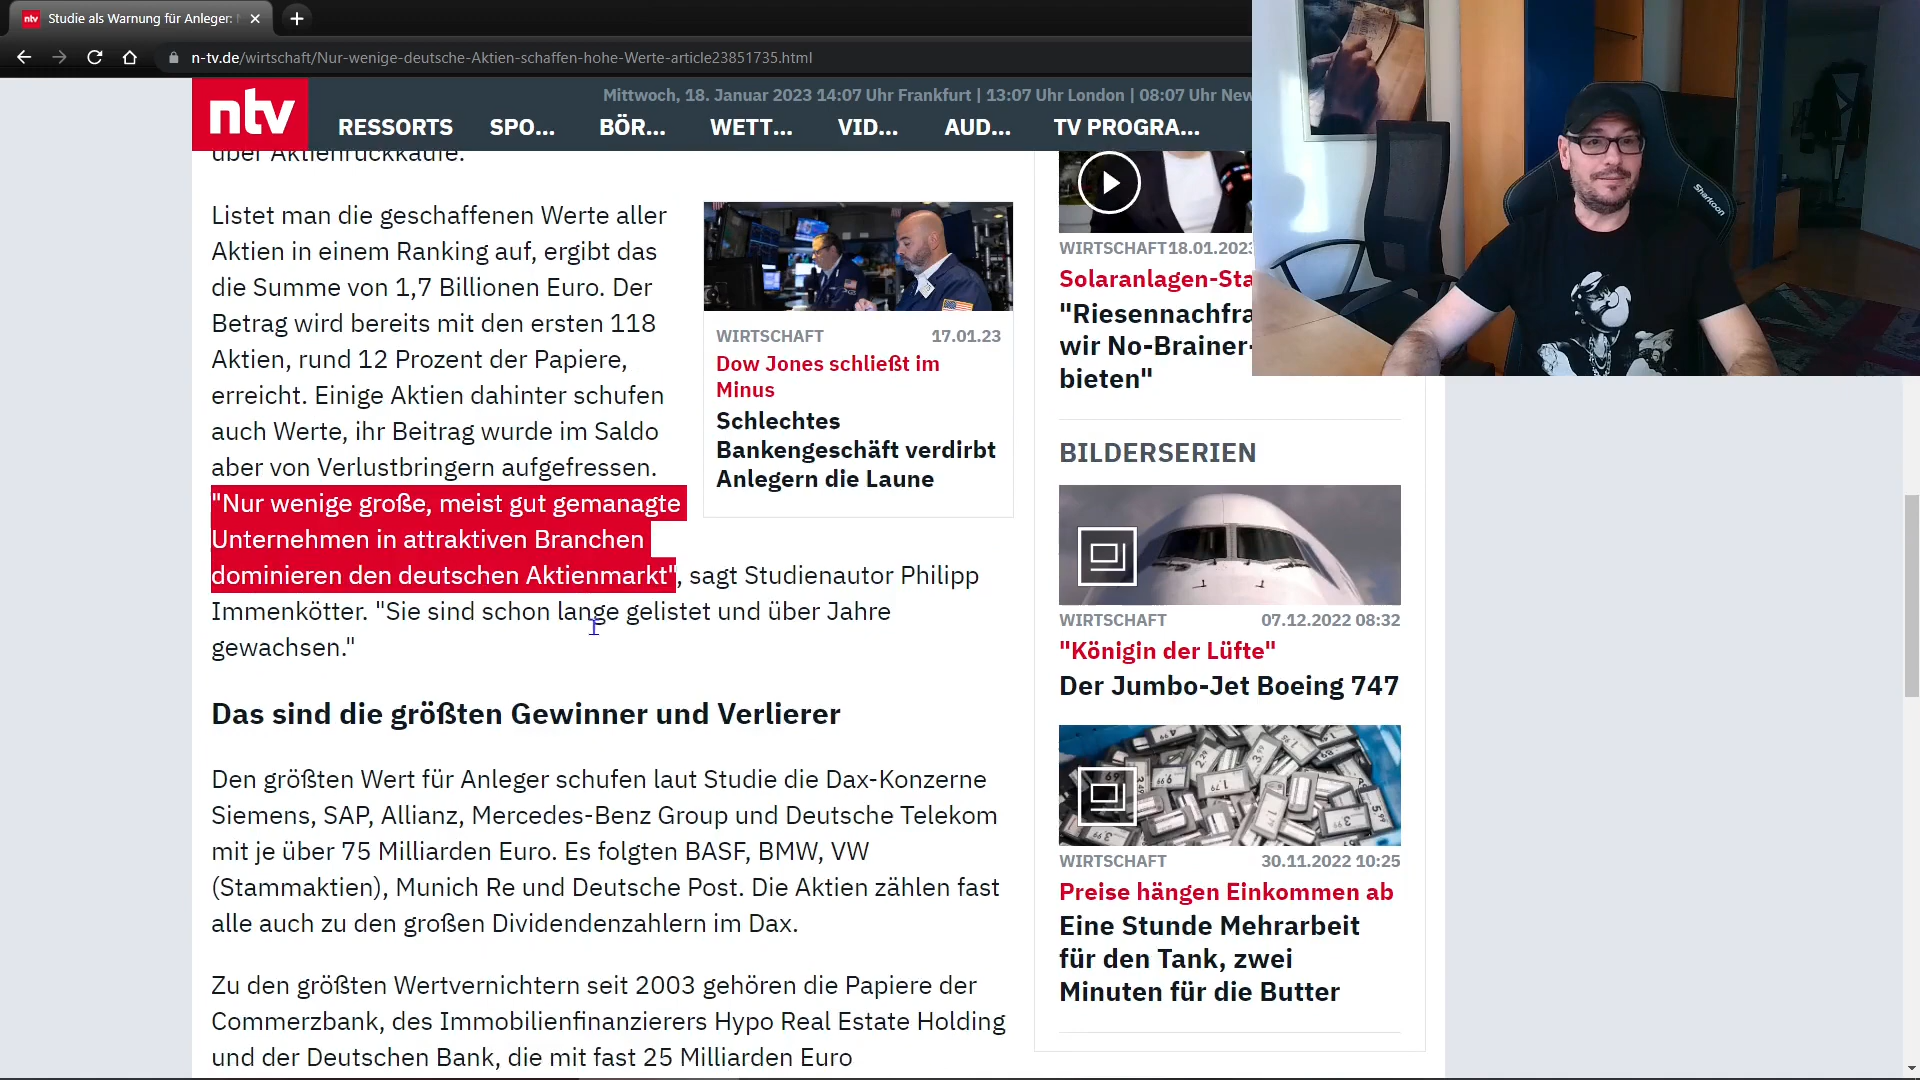 ntv Studie als Warnung für Anleger:
n-tv.de/wirtschaft/Nur-wenige-deutsche-Aktien-schaffen-hohe-Werte-article23851735.html
ntv
Mittwoch, 18. Januar 2023 14:07 Uhr Frankfurt | 13:07 Uhr London | 08:07 Uhr New
RESSORTS SPO... BÖR... WETT... VID... AUD... TV PROGRA...
über Aktienrückkäufe.
Listet man die geschaffenen Werte aller
Aktien in einem Ranking auf, ergibt das
die Summe von 1,7 Billionen Euro. Der
Betrag wird bereits mit den ersten 118
Aktien, rund 12 Prozent der Papiere,
erreicht. Einige Aktien dahinter schufen
auch Werte, ihr Beitrag wurde im Saldo
aber von Verlustbringern aufgefressen.
"Nur wenige große, meist gut gemanagte
Unternehmen in attraktiven Branchen
dominieren den deutschen Aktienmarkt", sagt Studienautor Philipp
Immenkötter. "Sie sind schon lange gelistet und über Jahre
gewachsen."
WIRTSCHAFT 17.01.23
Dow Jones schließt im
Minus
Schlechtes
Bankengeschäft verdirbt
Anlegern die Laune
Das sind die größten Gewinner und Verlierer
Den größten Wert für Anleger schufen laut Studie die Dax-Konzerne
Siemens, SAP, Allianz, Mercedes-Benz Group und Deutsche Telekom
mit je über 75 Milliarden Euro. Es folgten BASF, BMW, VW
(Stammaktien), Munich Re und Deutsche Post. Die Aktien zählen fast
alle auch zu den großen Dividendenzahlern im Dax.
Zu den größten Wertvernichtern seit 2003 gehören die Papiere der
Commerzbank, des Immobilienfinanzierers Hypo Real Estate Holding
und der Deutschen Bank, die mit fast 25 Milliarden Euro
WIRTSCHAFT 18.01.2023
Solaranlagen-Sta
"Riesennachfra
wir No-Brainer-
bieten"
BILDERSERIEN
WIRTSCHAFT 07.12.2022 08:32
"Königin der Lüfte"
Der Jumbo-Jet Boeing 747
WIRTSCHAFT 30.11.2022 10:25
Preise hängen Einkommen ab
Eine Stunde Mehrarbeit
für den Tank, zwei
Minuten für die Butter
Sharkoon